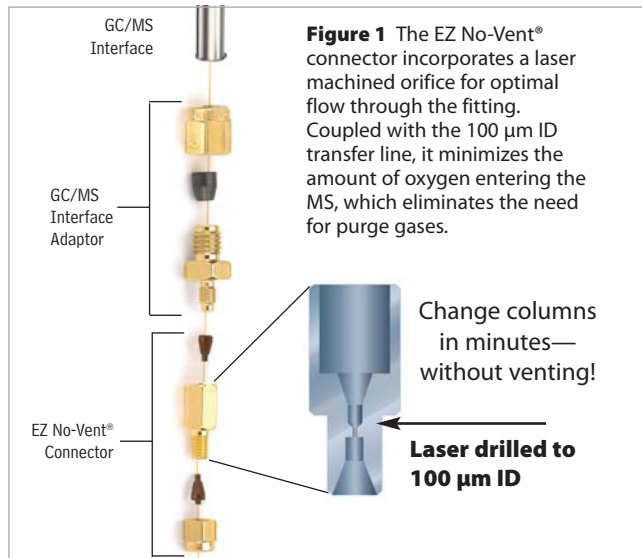 GC/MS
Interface
Figure 1 The EZ No-Vent®
connector incorporates a laser
machined orifice for optimal
flow through the fitting.
Coupled with the 100 µm ID
transfer line, it minimizes the
amount of oxygen entering the
MS, which eliminates the need
for purge gases.
GC/MS
Interface
Adaptor
Change columns
in minutes—
without venting!
EZ No-Vent®
Connector
Laser drilled to
100 µm ID